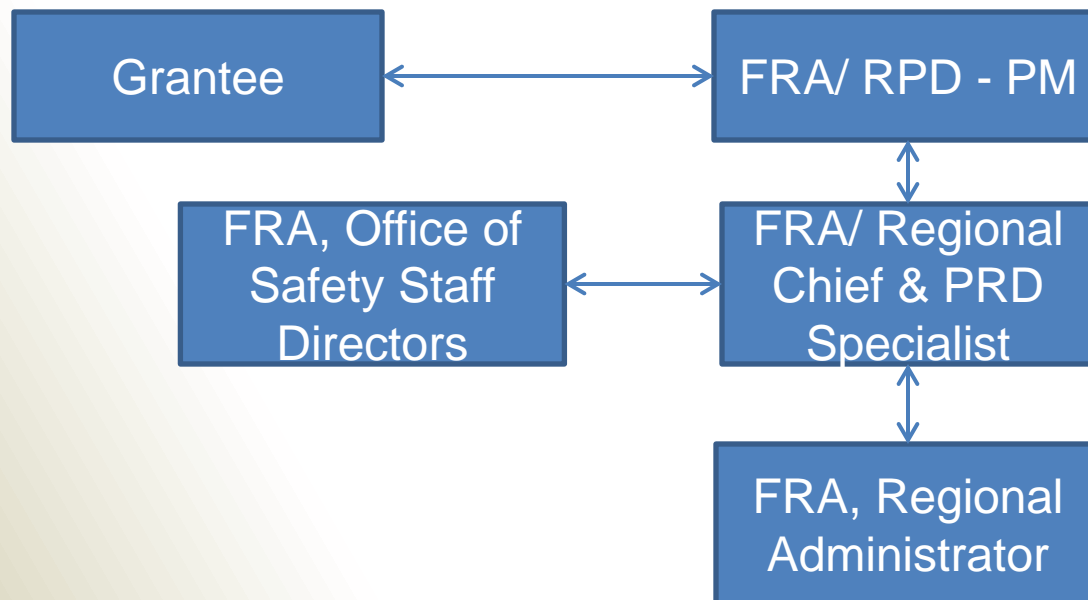 Grantee
FRA/ RPD - PM
FRA, Office of
Safety Staff
Directors
FRA/ Regional
Chief & PRD
Specialist
FRA, Regional
Administrator